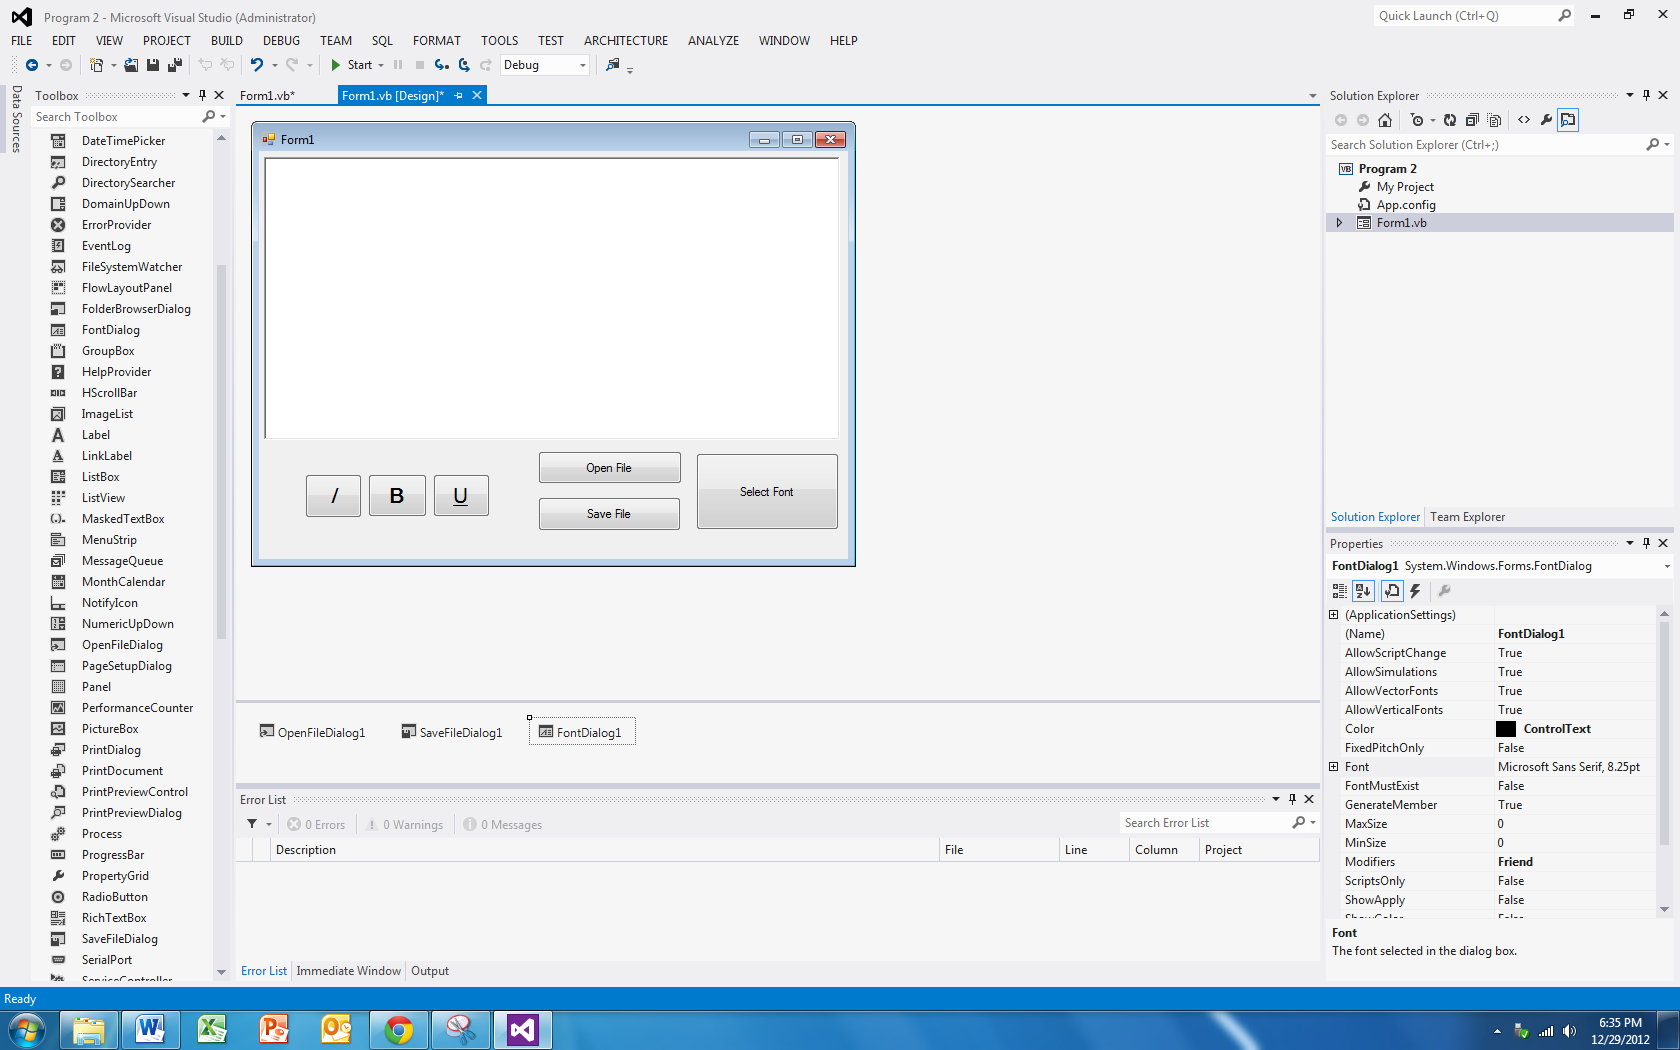 Program 2 - Microsoft Visual Studio (Administrator)
Quick Launch (Ctrl+Q)
FILE EDIT VIEW PROJECT BUILD DEBUG TEAM SQL FORMAT TOOLS TEST ARCHITECTURE ANALYZE WINDOW HELP
Start Debug
Data Sources
Toolbox
Search Toolbox
DateTimePicker
DirectoryEntry
DirectorySearcher
DomainUpDown
ErrorProvider
EventLog
FileSystemWatcher
FlowLayoutPanel
FolderBrowserDialog
FontDialog
GroupBox
HelpProvider
HScrollBar
ImageList
Label
LinkLabel
ListBox
ListView
MaskedTextBox
MenuStrip
MessageQueue
MonthCalendar
NotifyIcon
NumericUpDown
OpenFileDialog
PageSetupDialog
Panel
PerformanceCounter
PictureBox
PrintDialog
PrintDocument
PrintPreviewControl
PrintPreviewDialog
Process
ProgressBar
PropertyGrid
RadioButton
RichTextBox
SaveFileDialog
SerialPort
ServiceController
Form1.vb* Form1.vb [Design]*
Form1
I B U
Open File
Save File
Select Font
OpenFileDialog1 SaveFileDialog1 FontDialog1
Error List
0 Errors 0 Warnings 0 Messages
Search Error List
Description File Line Column Project
Error List Immediate Window Output
Solution Explorer
Search Solution Explorer (Ctrl+;)
VB Program 2
My Project
App.config
Form1.vb
Solution Explorer Team Explorer
Properties
FontDialog1 System.Windows.Forms.FontDialog
(ApplicationSettings)
(Name) FontDialog1
AllowScriptChange True
AllowSimulations True
AllowVectorFonts True
AllowVerticalFonts True
Color ControlText
FixedPitchOnly False
Font Microsoft Sans Serif, 8.25pt
FontMustExist False
GenerateMember True
MaxSize 0
MinSize 0
Modifiers Friend
ScriptsOnly False
ShowApply False
ShowColor False
Font
The font selected in the dialog box.
Ready
6:35 PM
12/29/2012